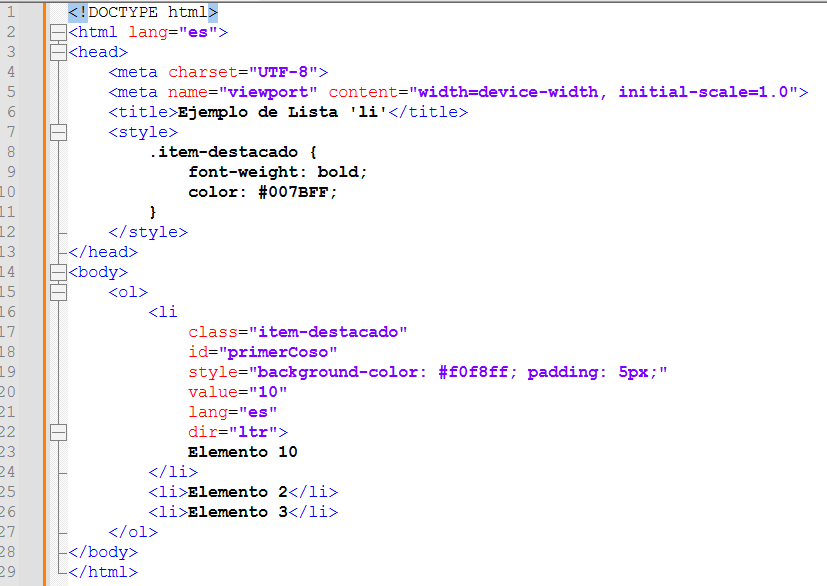 1 <!DOCTYPE html>
2 <html lang="es">
3 <head>
4     <meta charset="UTF-8">
5     <meta name="viewport" content="width=device-width, initial-scale=1.0">
6     <title>Ejemplo de Lista 'li'</title>
7     <style>
8         .item-destacado {
9             font-weight: bold;
10             color: #007BFF;
11         }
12     </style>
13 </head>
14 <body>
15     <ol>
16         <li
17             class="item-destacado"
18             id="primerCoso"
19             style="background-color: #f0f8ff; padding: 5px;"
20             value="10"
21             lang="es"
22             dir="ltr">
23             Elemento 10
24         </li>
25         <li>Elemento 2</li>
26         <li>Elemento 3</li>
27     </ol>
28 </body>
29 </html>